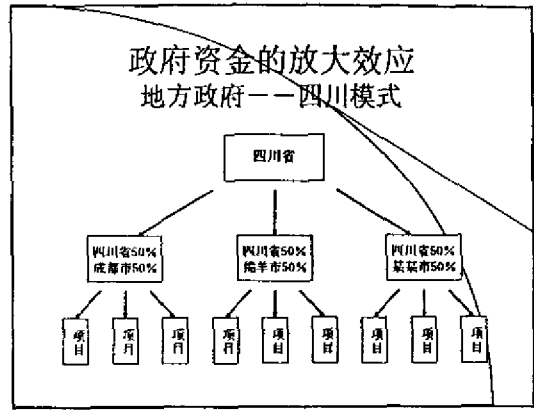 政府资金的放大效应
地方政府——四川模式
四川省
四川省50%
成都市50%
四川省50%
绵羊市50%
四川省50%
某某市50%
项目
项目
项目
项目
项目
项目
项目
项目
项目